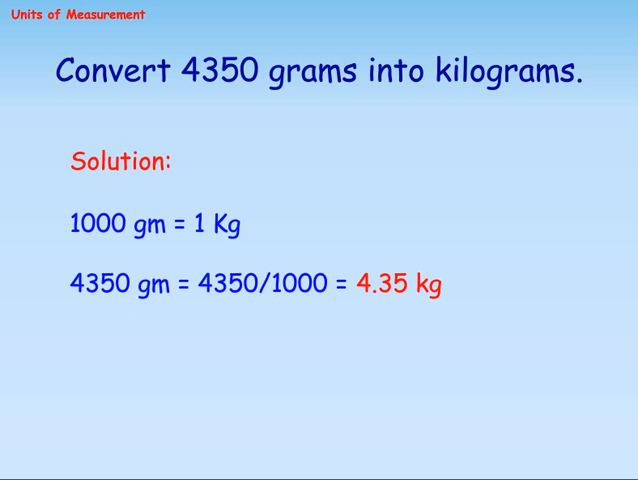 Units of Measurement
Convert 4350 grams into kilograms.
Solution:
1000 gm = 1 Kg
4350 gm = 4350/1000 = 4.35 kg